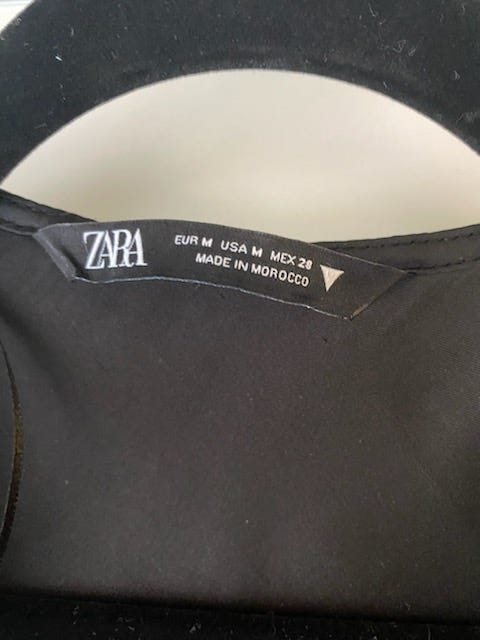 ZARA
EUR M USA M MEX 28
MADE IN MOROCCO